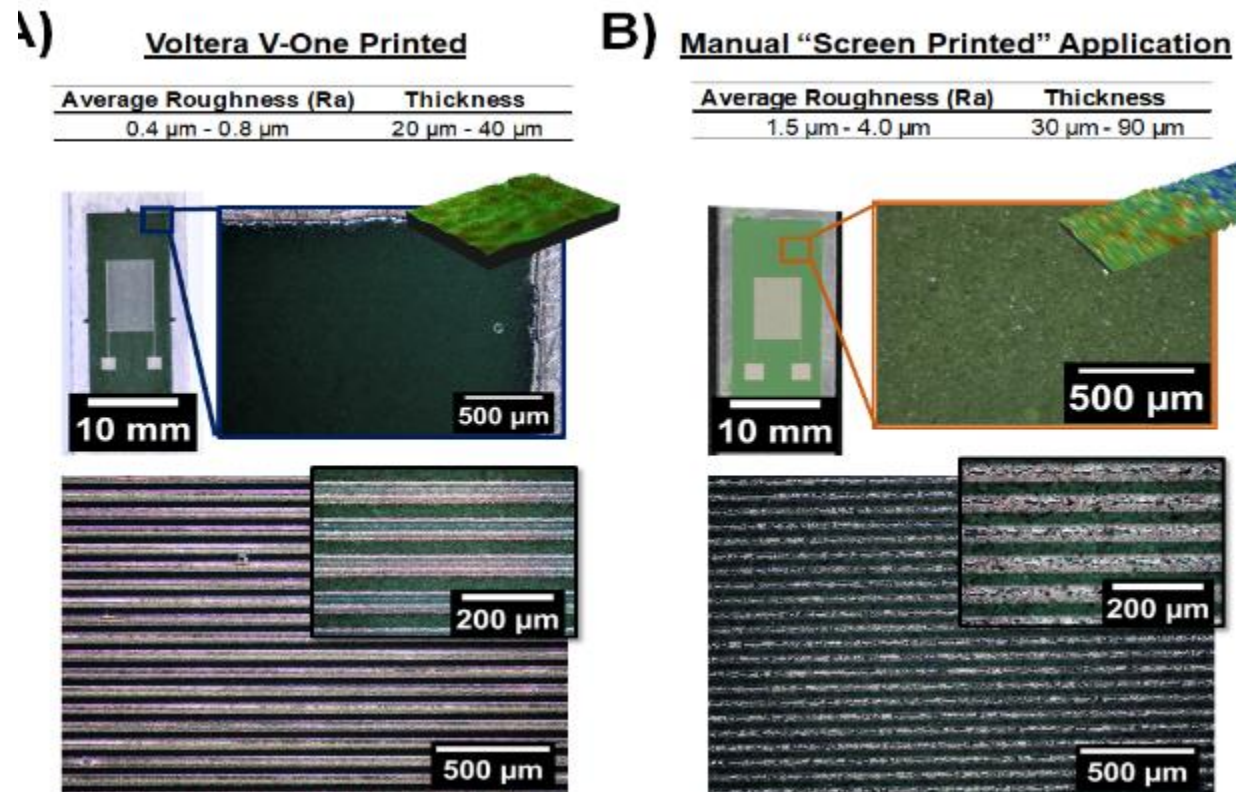 A)
Voltera V-One Printed
Average Roughness (Ra) Thickness
0.4 µm - 0.8 µm 20 µm - 40 µm
10 mm
500 µm
200 µm
500 µm
B)
Manual “Screen Printed” Application
Average Roughness (Ra) Thickness
1.5 µm - 4.0 µm 30 µm - 90 µm
10 mm
500 µm
200 µm
500 µm